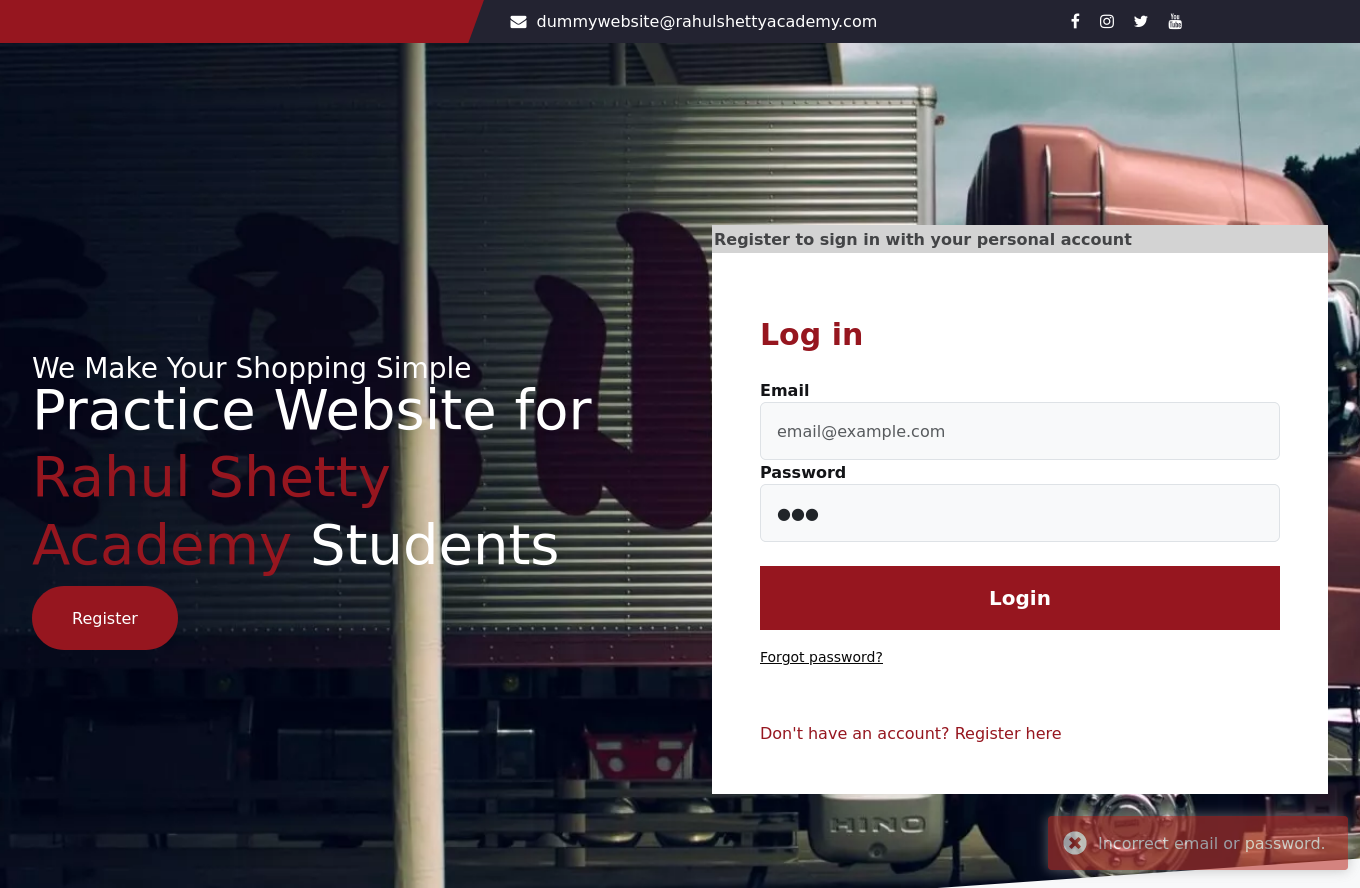 dummywebsite@rahulshettyacademy.com
Register to sign in with your personal account
We Make Your Shopping Simple
Practice Website for
Rahul Shetty
Academy Students
Register
Log in
Email
email@example.com
Password
Login
Forgot password?
Don't have an account? Register here
HINO
Incorrect email or password.